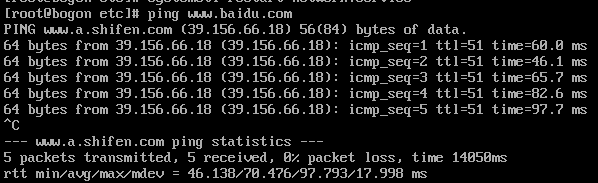 [root@bogon etc]# systemctl restart network.service
[root@bogon etc]# ping www.baidu.com
PING www.a.shifen.com (39.156.66.18) 56(84) bytes of data.
64 bytes from 39.156.66.18 (39.156.66.18): icmp_seq=1 ttl=51 time=60.0 ms
64 bytes from 39.156.66.18 (39.156.66.18): icmp_seq=2 ttl=51 time=46.1 ms
64 bytes from 39.156.66.18 (39.156.66.18): icmp_seq=3 ttl=51 time=65.7 ms
64 bytes from 39.156.66.18 (39.156.66.18): icmp_seq=4 ttl=51 time=82.6 ms
64 bytes from 39.156.66.18 (39.156.66.18): icmp_seq=5 ttl=51 time=97.7 ms
^C
--- www.a.shifen.com ping statistics ---
5 packets transmitted, 5 received, 0% packet loss, time 14050ms
rtt min/avg/max/mdev = 46.138/70.476/97.793/17.998 ms